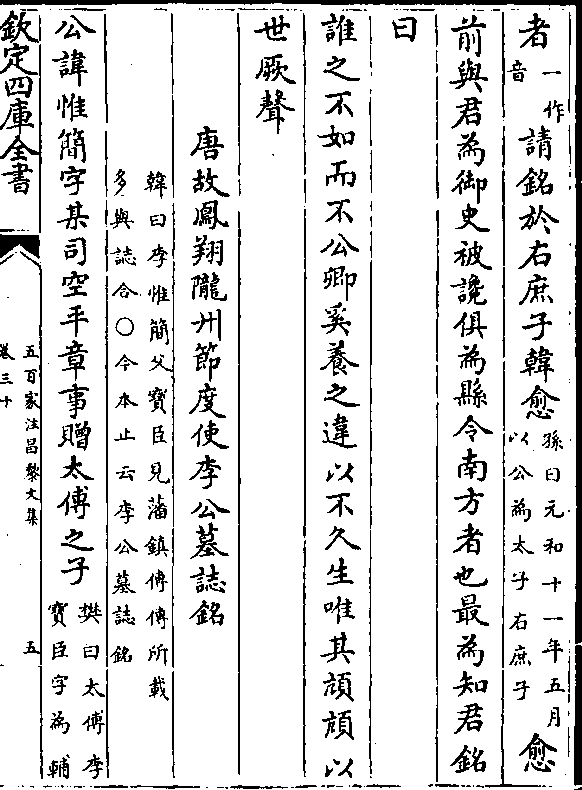 者一作音請銘於右庶子韓愈孫曰元和十一年五月以公為太子右庶子愈
前與君為御史被讒俱為縣令南方者也最為知君銘
曰
誰之不如而不公卿奚養之違以不久生唯其頎頎以
世厥聲
唐故鳳翔隴州節度使李公墓誌銘
韓曰李惟簡父寶臣見藩鎮傳傳所載
多與誌合○今本止云李公墓誌銘
公諱惟簡字某司空平章事贈太傅之子樊曰太傅李寶臣字為輔
欽定四庫全書
五百家注昌黎文集
卷三十
五